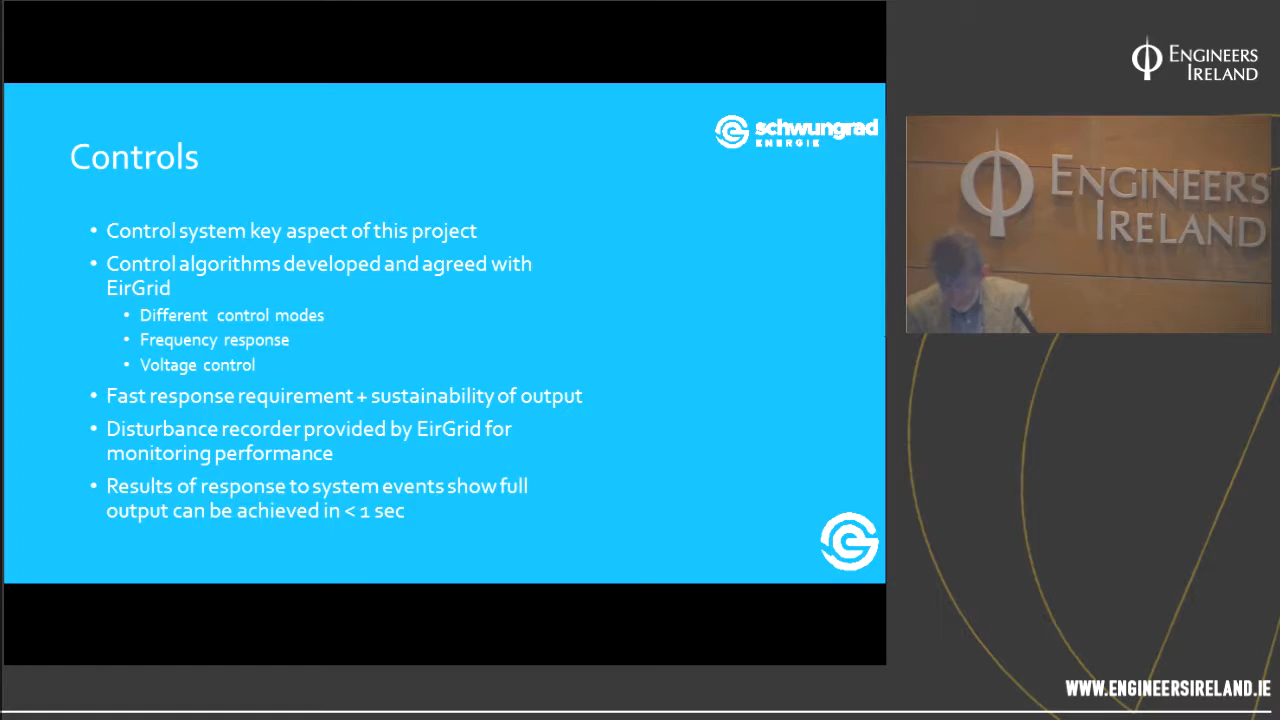 ENGINEERS
IRELAND
schwungrad
ENERGIE
Controls
• Control system key aspect of this project
• Control algorithms developed and agreed with
EirGrid
• Different control modes
• Frequency response
• Voltage control
• Fast response requirement + sustainability of output
• Disturbance recorder provided by EirGrid for
monitoring performance
• Results of response to system events show full
output can be achieved in < 1 sec
ENGINEERS
IRELAND
WWW.ENGINEERSIRELAND.IE